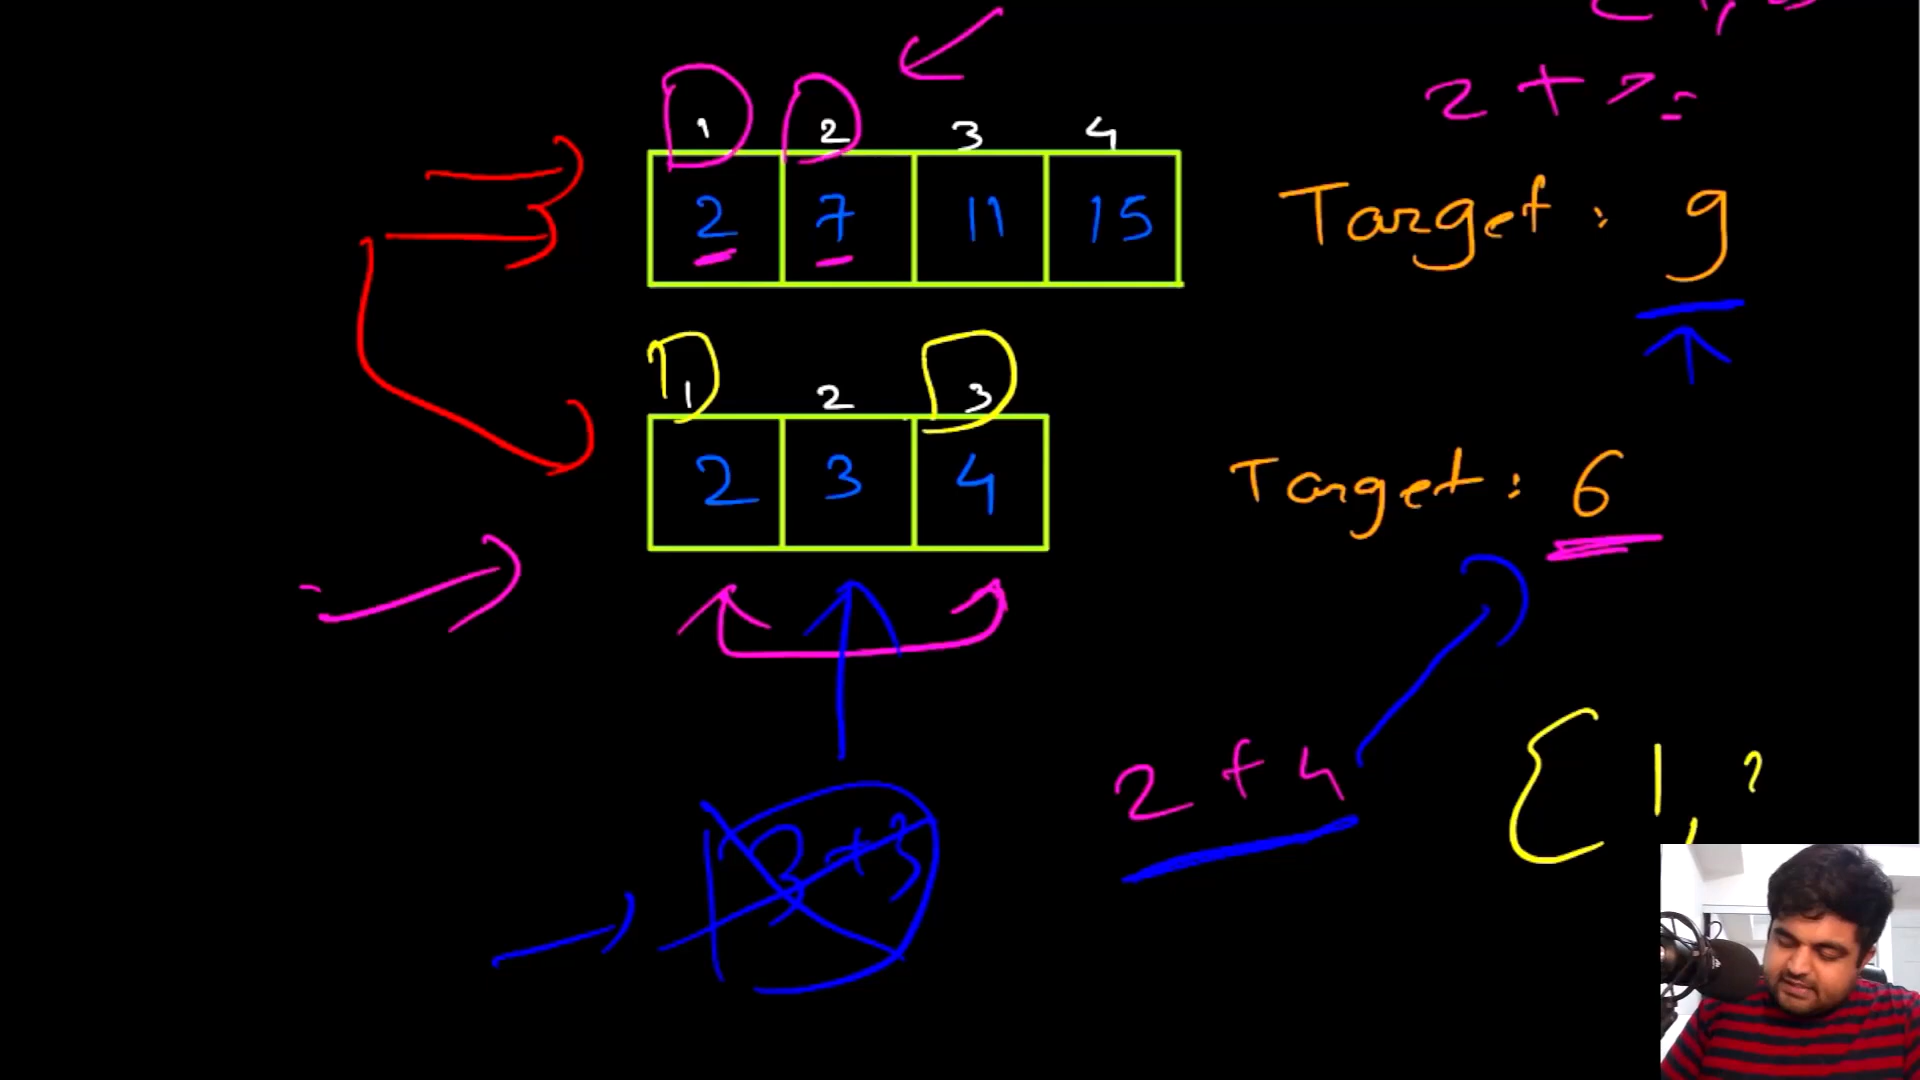 2 + 7 =
1 2 3 4
2 7 11 15
Target: 9
1 2 3
2 3 4
Target: 6
2 + 4
{ 1,
3+3